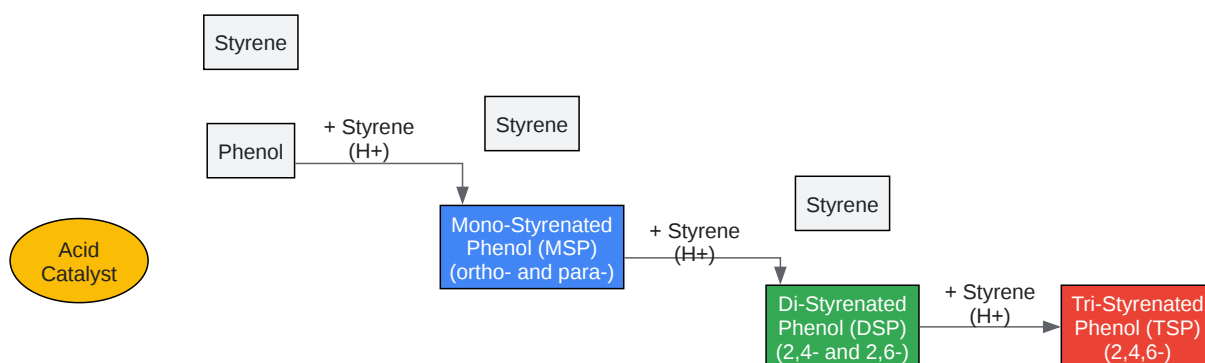 Styrene
Phenol
+ Styrene
(H+)
Styrene
Styrene
Acid
Catalyst
Mono-Styrenated
Phenol (MSP)
(ortho- and para-)
+ Styrene
(H+)
Di-Styrenated
Phenol (DSP)
(2,4- and 2,6-)
+ Styrene
(H+)
Tri-Styrenated
Phenol (TSP)
(2,4,6-)